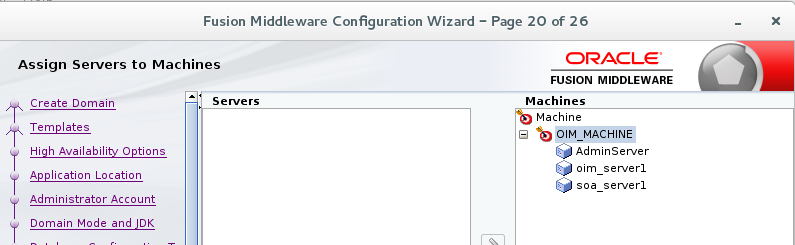 Fusion Middleware Configuration Wizard – Page 20 of 26
Assign Servers to Machines
ORACLE
FUSION MIDDLEWARE
Create Domain
Templates
High Availability Options
Application Location
Administrator Account
Domain Mode and JDK
Servers
Machines
Machine
OIM_MACHINE
AdminServer
oim_server1
soa_server1